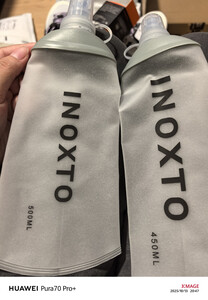 INOXTO
500ML
INOXTO
450ML
HUAWEI Pura70 Pro+
XMAGE